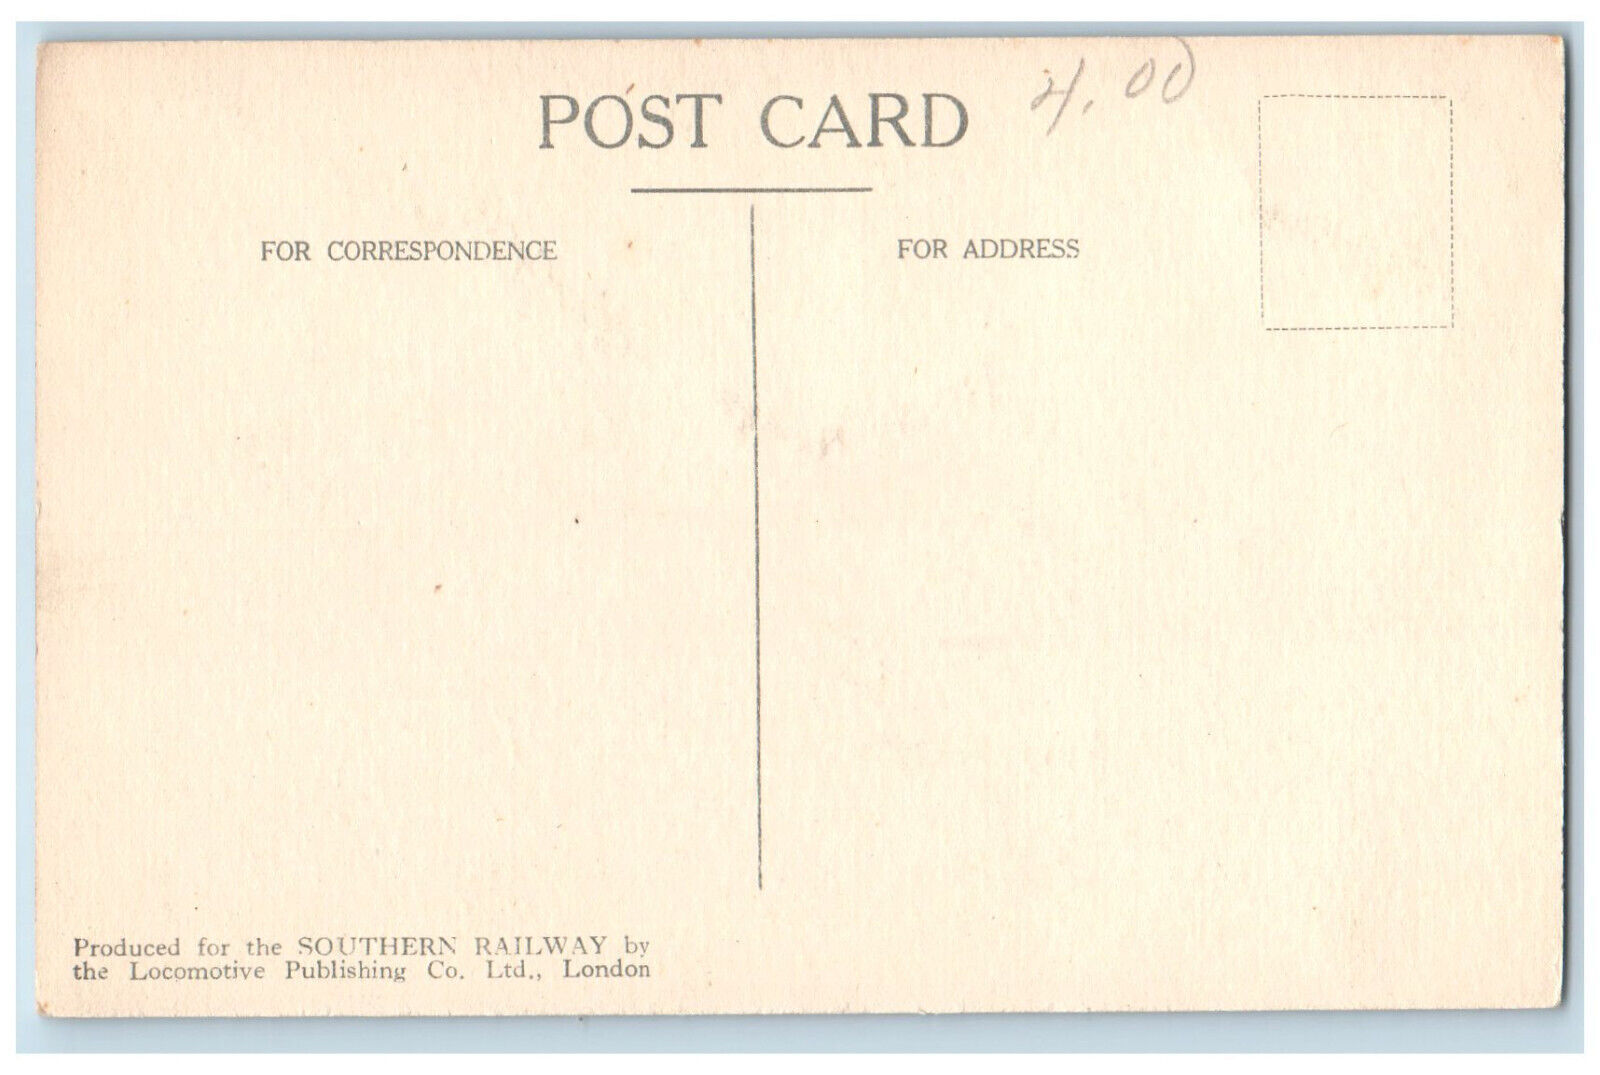 POST CARD
4.00
FOR CORRESPONDENCE
FOR ADDRESS
Produced for the SOUTHERN RAILWAY by
the Locomotive Publishing Co. Ltd., London